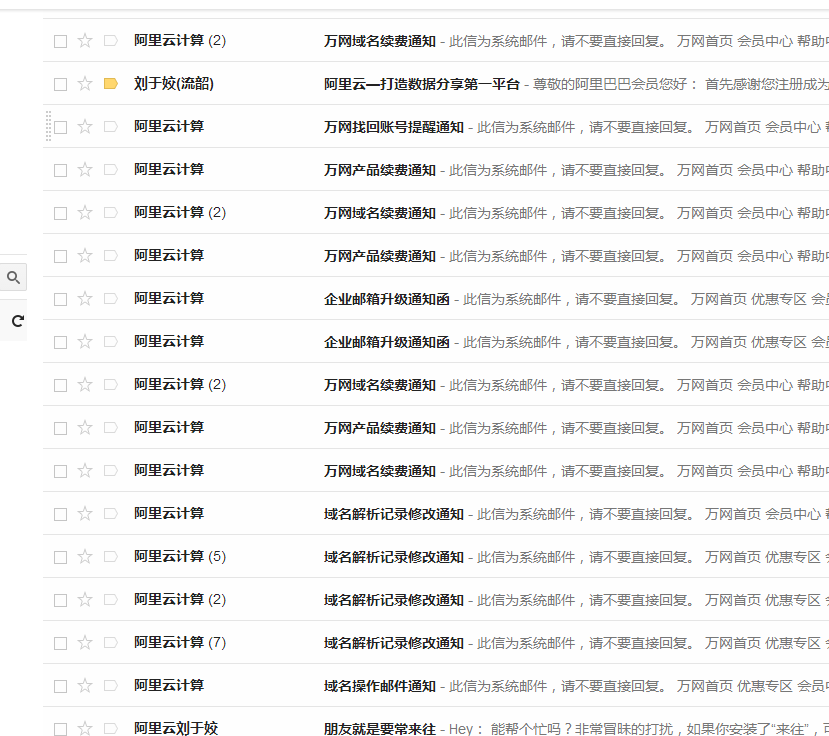 阿里云计算 (2) 万网域名续费通知 - 此信为系统邮件，请不要直接回复。 万网首页 会员中心 帮助
刘于姣(流韶) 阿里云—打造数据分享第一平台 - 尊敬的阿里巴巴会员您好： 首先感谢您注册成为
阿里云计算 万网找回账号提醒通知 - 此信为系统邮件，请不要直接回复。 万网首页 会员中心
阿里云计算 万网产品续费通知 - 此信为系统邮件，请不要直接回复。 万网首页 会员中心 帮助
阿里云计算 (2) 万网域名续费通知 - 此信为系统邮件，请不要直接回复。 万网首页 会员中心 帮助
阿里云计算 万网产品续费通知 - 此信为系统邮件，请不要直接回复。 万网首页 会员中心 帮助
阿里云计算 企业邮箱升级通知函 - 此信为系统邮件，请不要直接回复。 万网首页 优惠专区 会
阿里云计算 企业邮箱升级通知函 - 此信为系统邮件，请不要直接回复。 万网首页 优惠专区 会
阿里云计算 (2) 万网域名续费通知 - 此信为系统邮件，请不要直接回复。 万网首页 会员中心 帮助
阿里云计算 万网产品续费通知 - 此信为系统邮件，请不要直接回复。 万网首页 会员中心 帮助
阿里云计算 万网域名续费通知 - 此信为系统邮件，请不要直接回复。 万网首页 会员中心 帮助
阿里云计算 域名解析记录修改通知 - 此信为系统邮件，请不要直接回复。 万网首页 会员中心
阿里云计算 (5) 域名解析记录修改通知 - 此信为系统邮件，请不要直接回复。 万网首页 优惠专区
阿里云计算 (2) 域名解析记录修改通知 - 此信为系统邮件，请不要直接回复。 万网首页 优惠专区
阿里云计算 (7) 域名解析记录修改通知 - 此信为系统邮件，请不要直接回复。 万网首页 优惠专区
阿里云计算 域名操作邮件通知 - 此信为系统邮件，请不要直接回复。 万网首页 优惠专区 会员
阿里云刘于姣 朋友就是要常来往 - Hey： 能帮个忙吗？非常冒昧的打扰，如果你安装了“来往”，